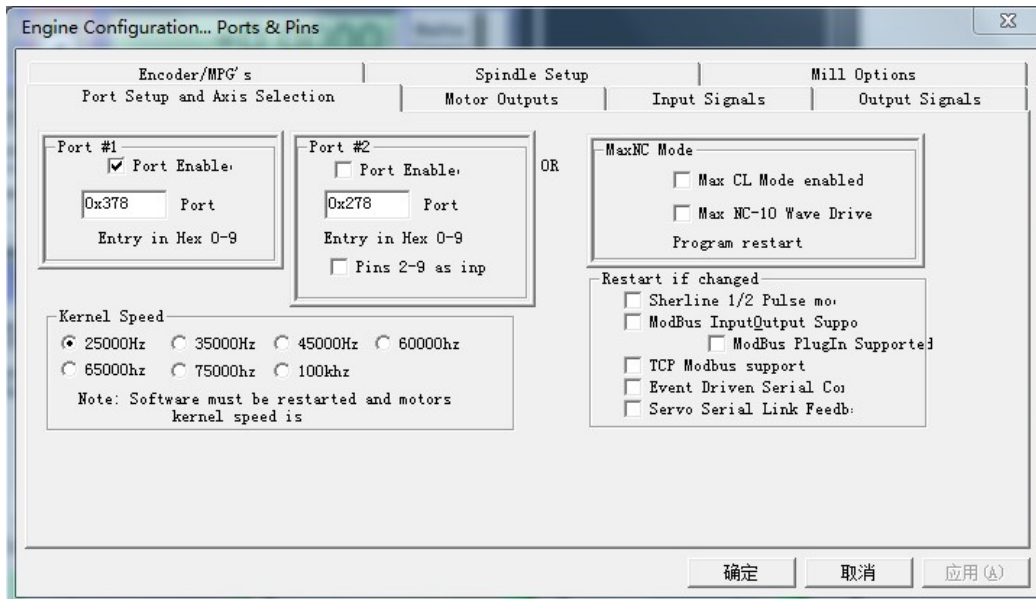 Engine Configuration... Ports & Pins
Encoder/MPG's Spindle Setup Mill Options
Port Setup and Axis Selection Motor Outputs Input Signals Output Signals
Port #1
Port Enable
0x378 Port
Entry in Hex 0-9
Port #2
Port Enable
0x278 Port
Entry in Hex 0-9
Pins 2-9 as inp
OR
MaxNC Mode
Max CL Mode enabled
Max NC-10 Wave Drive
Program restart
Kernel Speed
25000Hz 35000Hz 45000Hz 60000hz
65000hz 75000hz 100khz
Note: Software must be restarted and motors
kernel speed is
Restart if changed
Sherline 1/2 Pulse mo
ModBus InputOutput Suppo
ModBus PlugIn Supported
TCP Modbus support
Event Driven Serial Co
Servo Serial Link Feedb
确定 取消 应用(A)